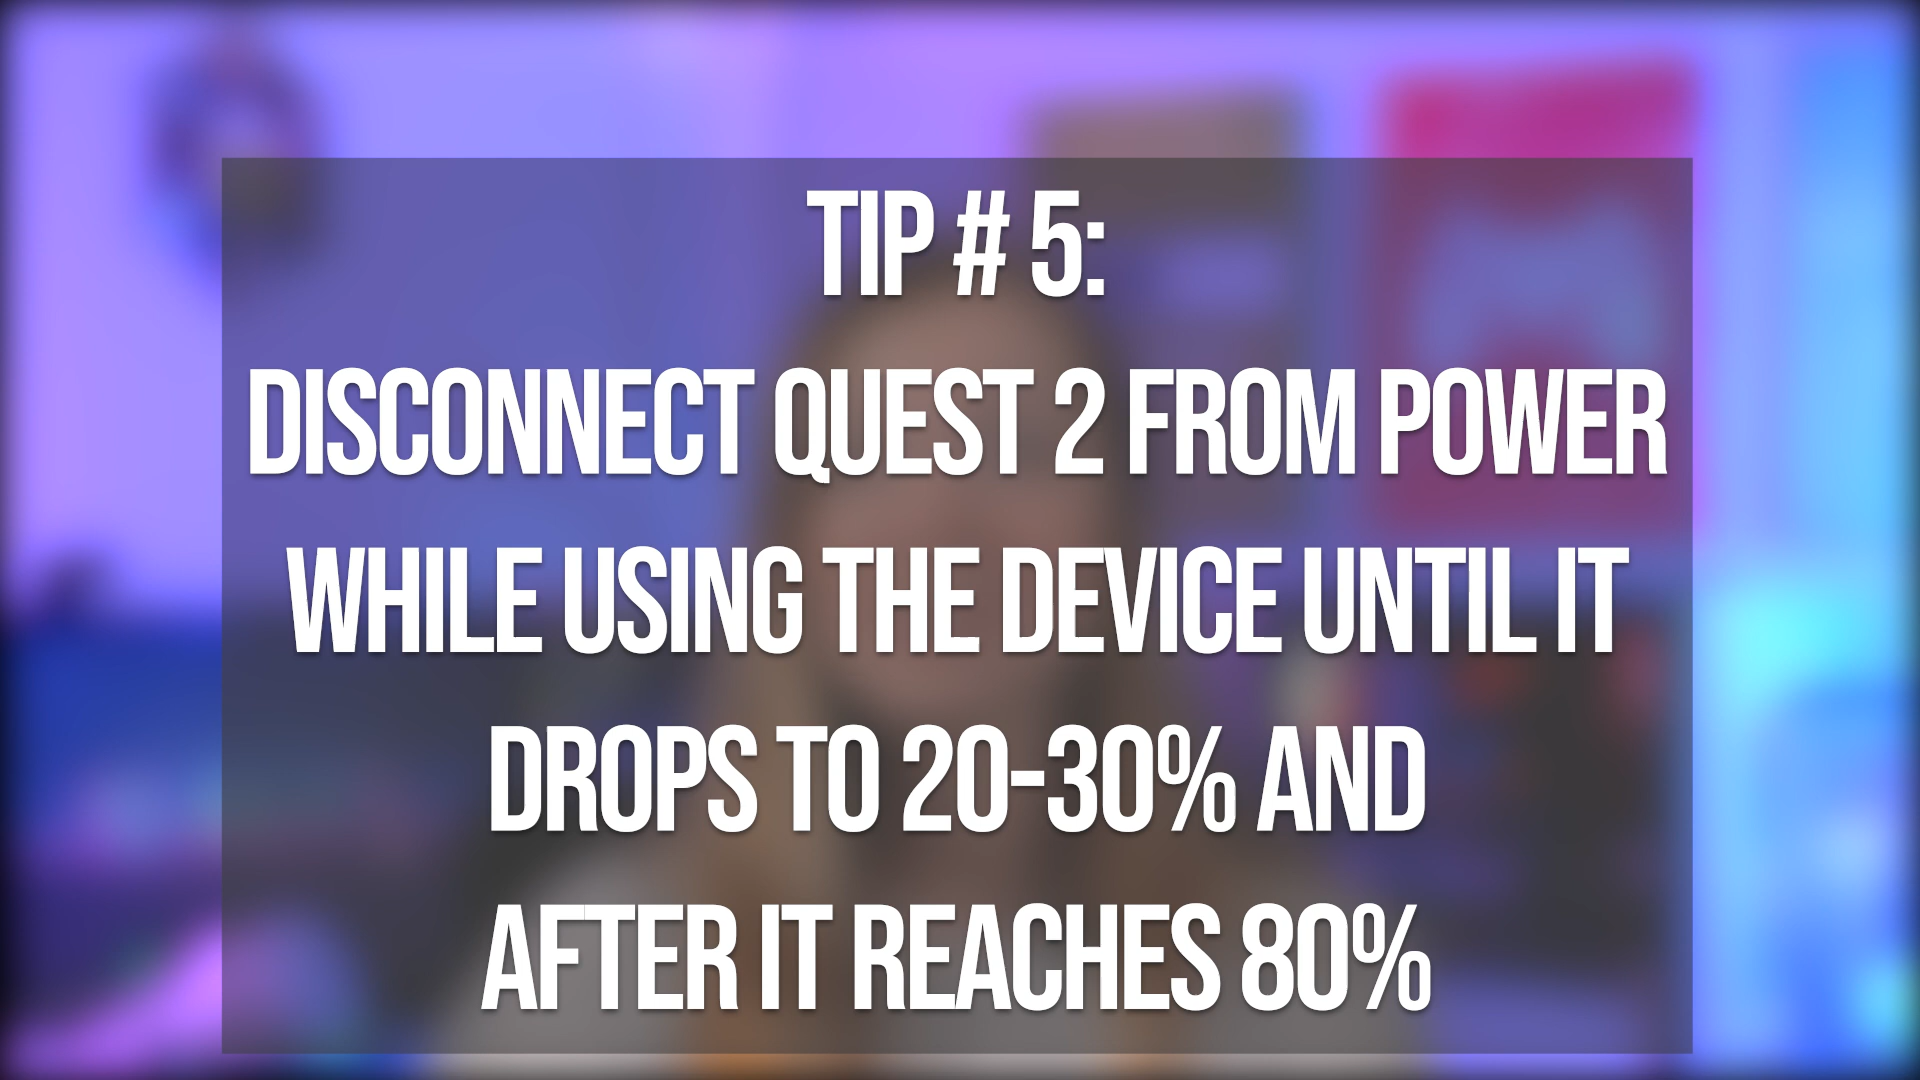 TIP # 5:
DISCONNECT QUEST 2 FROM POWER
WHILE USING THE DEVICE UNTIL IT
DROPS TO 20-30% AND
AFTER IT REACHES 80%